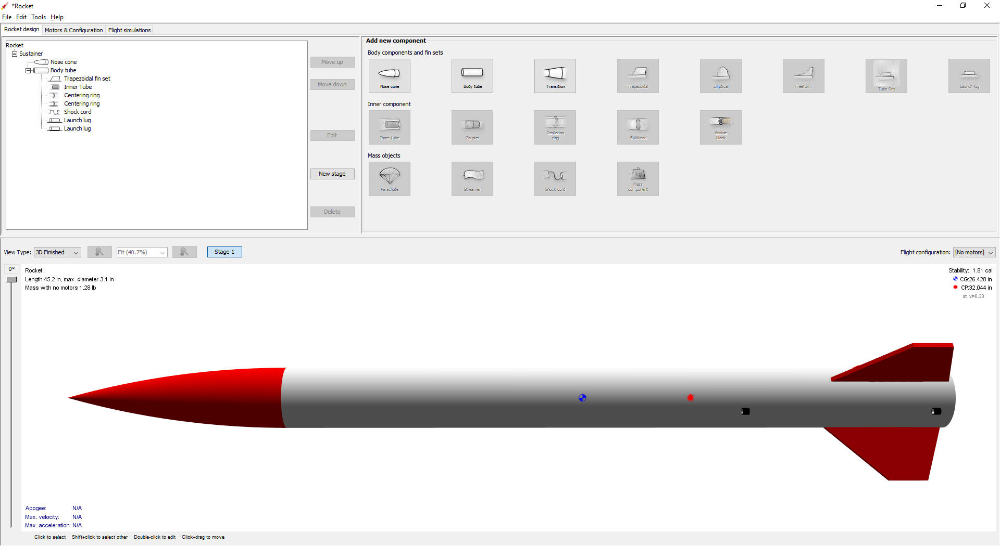 *Rocket
File Edit Tools Help
Rocket design Motors & Configuration Flight simulations
Rocket
Sustainer
Nose cone
Body tube
Trapezoidal fin set
Inner Tube
Centering ring
Centering ring
Shock cord
Launch lug
Launch lug
Move up
Move down
Edit
New stage
Delete
Add new component
Body components and fin sets
Nose cone Body tube Transition Trapezoidal Elliptical Freeform Tube fins Launch lug
Inner component
Inner tube Coupler Centering ring Bulkhead Engine block
Mass objects
Parachute Streamer Shock cord Mass component
View Type: 3D Finished Fit (40.7%) Stage 1 Flight configuration: [No motors]
0°
Rocket
Length 45.2 in, max. diameter 3.1 in
Mass with no motors 1.28 lb
Stability: 1.81 cal
CG:26.428 in
CP:32.044 in
at M=0.30
Apogee: N/A
Max. velocity: N/A
Max. acceleration: N/A
Click to select Shift+click to select other Double-click to edit Click+drag to move